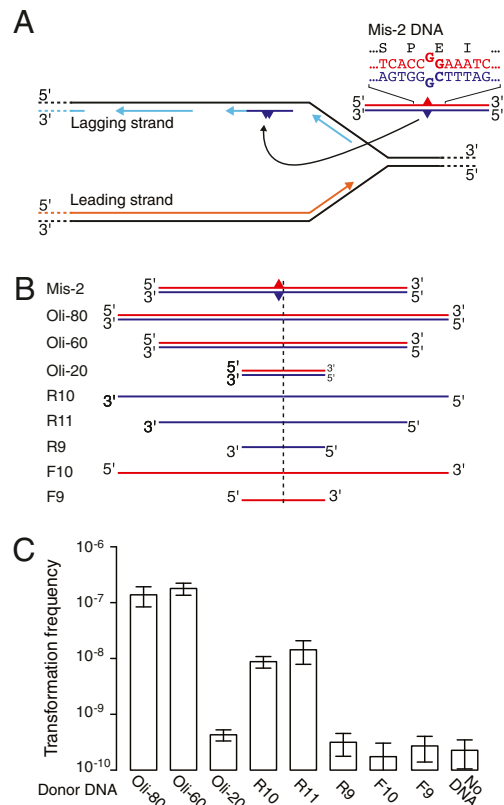 A
Mis-2 DNA
...S P E I ...
...TCACCGGAAATC...
...AGTGGGCTTTAG...
5'
3'
Lagging strand
3'
5'
Leading strand
5'
3'
B
Mis-2 5' 3'
3' 5'
Oli-80 5' 3'
3' 5'
Oli-60 5' 3'
3' 5'
Oli-20 5' 3'
3' 5'
R10 3' 5'
R11 3' 5'
R9 3' 5'
F10 5' 3'
F9 5' 3'
C
Transformation frequency
10-6
10-7
10-8
10-9
10-10
Donor DNA Oli-80 Oli-60 Oli-20 R10 R11 R9 F10 F9 No DNA